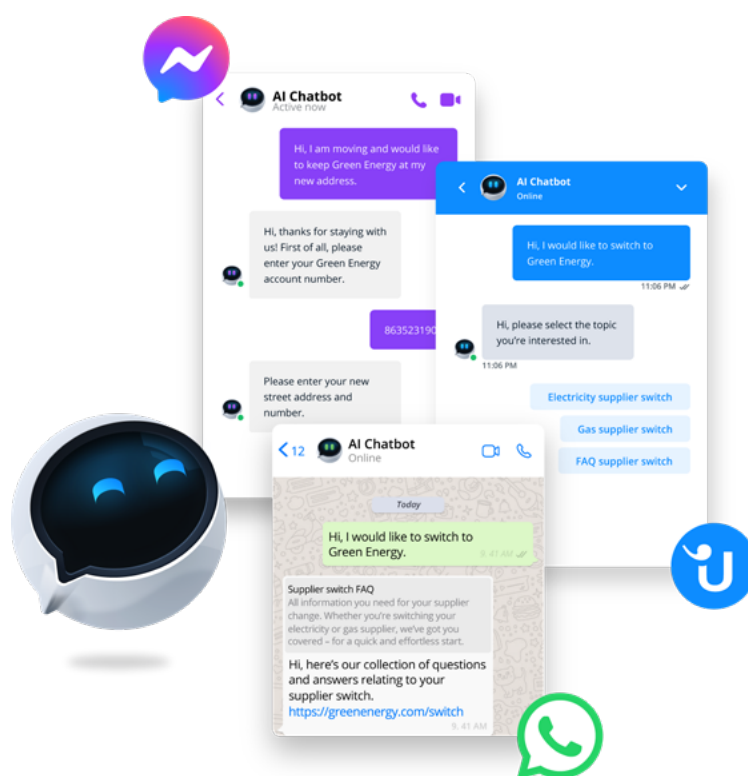 AI Chatbot
Active now
Hi, I am moving and would like
to keep Green Energy at my
new address.
Hi, thanks for staying with
us! First of all, please
enter your Green Energy
account number.
863523190
Please enter your new
street address and
number.
AI Chatbot
Online
Hi, I would like to switch to
Green Energy.
11:06 PM
Hi, please select the topic
you're interested in.
11:06 PM
Electricity supplier switch
Gas supplier switch
FAQ supplier switch
12
AI Chatbot
Online
Today
Hi, I would like to switch to
Green Energy.
9. 41 AM
Supplier switch FAQ
All information you need for your supplier
change. Whether you're switching your
electricity or gas supplier, we've got you
covered – for a quick and effortless start.
Hi, here's our collection of questions
and answers relating to your
supplier switch.
https://greenenergy.com/switch
9. 41 AM
U